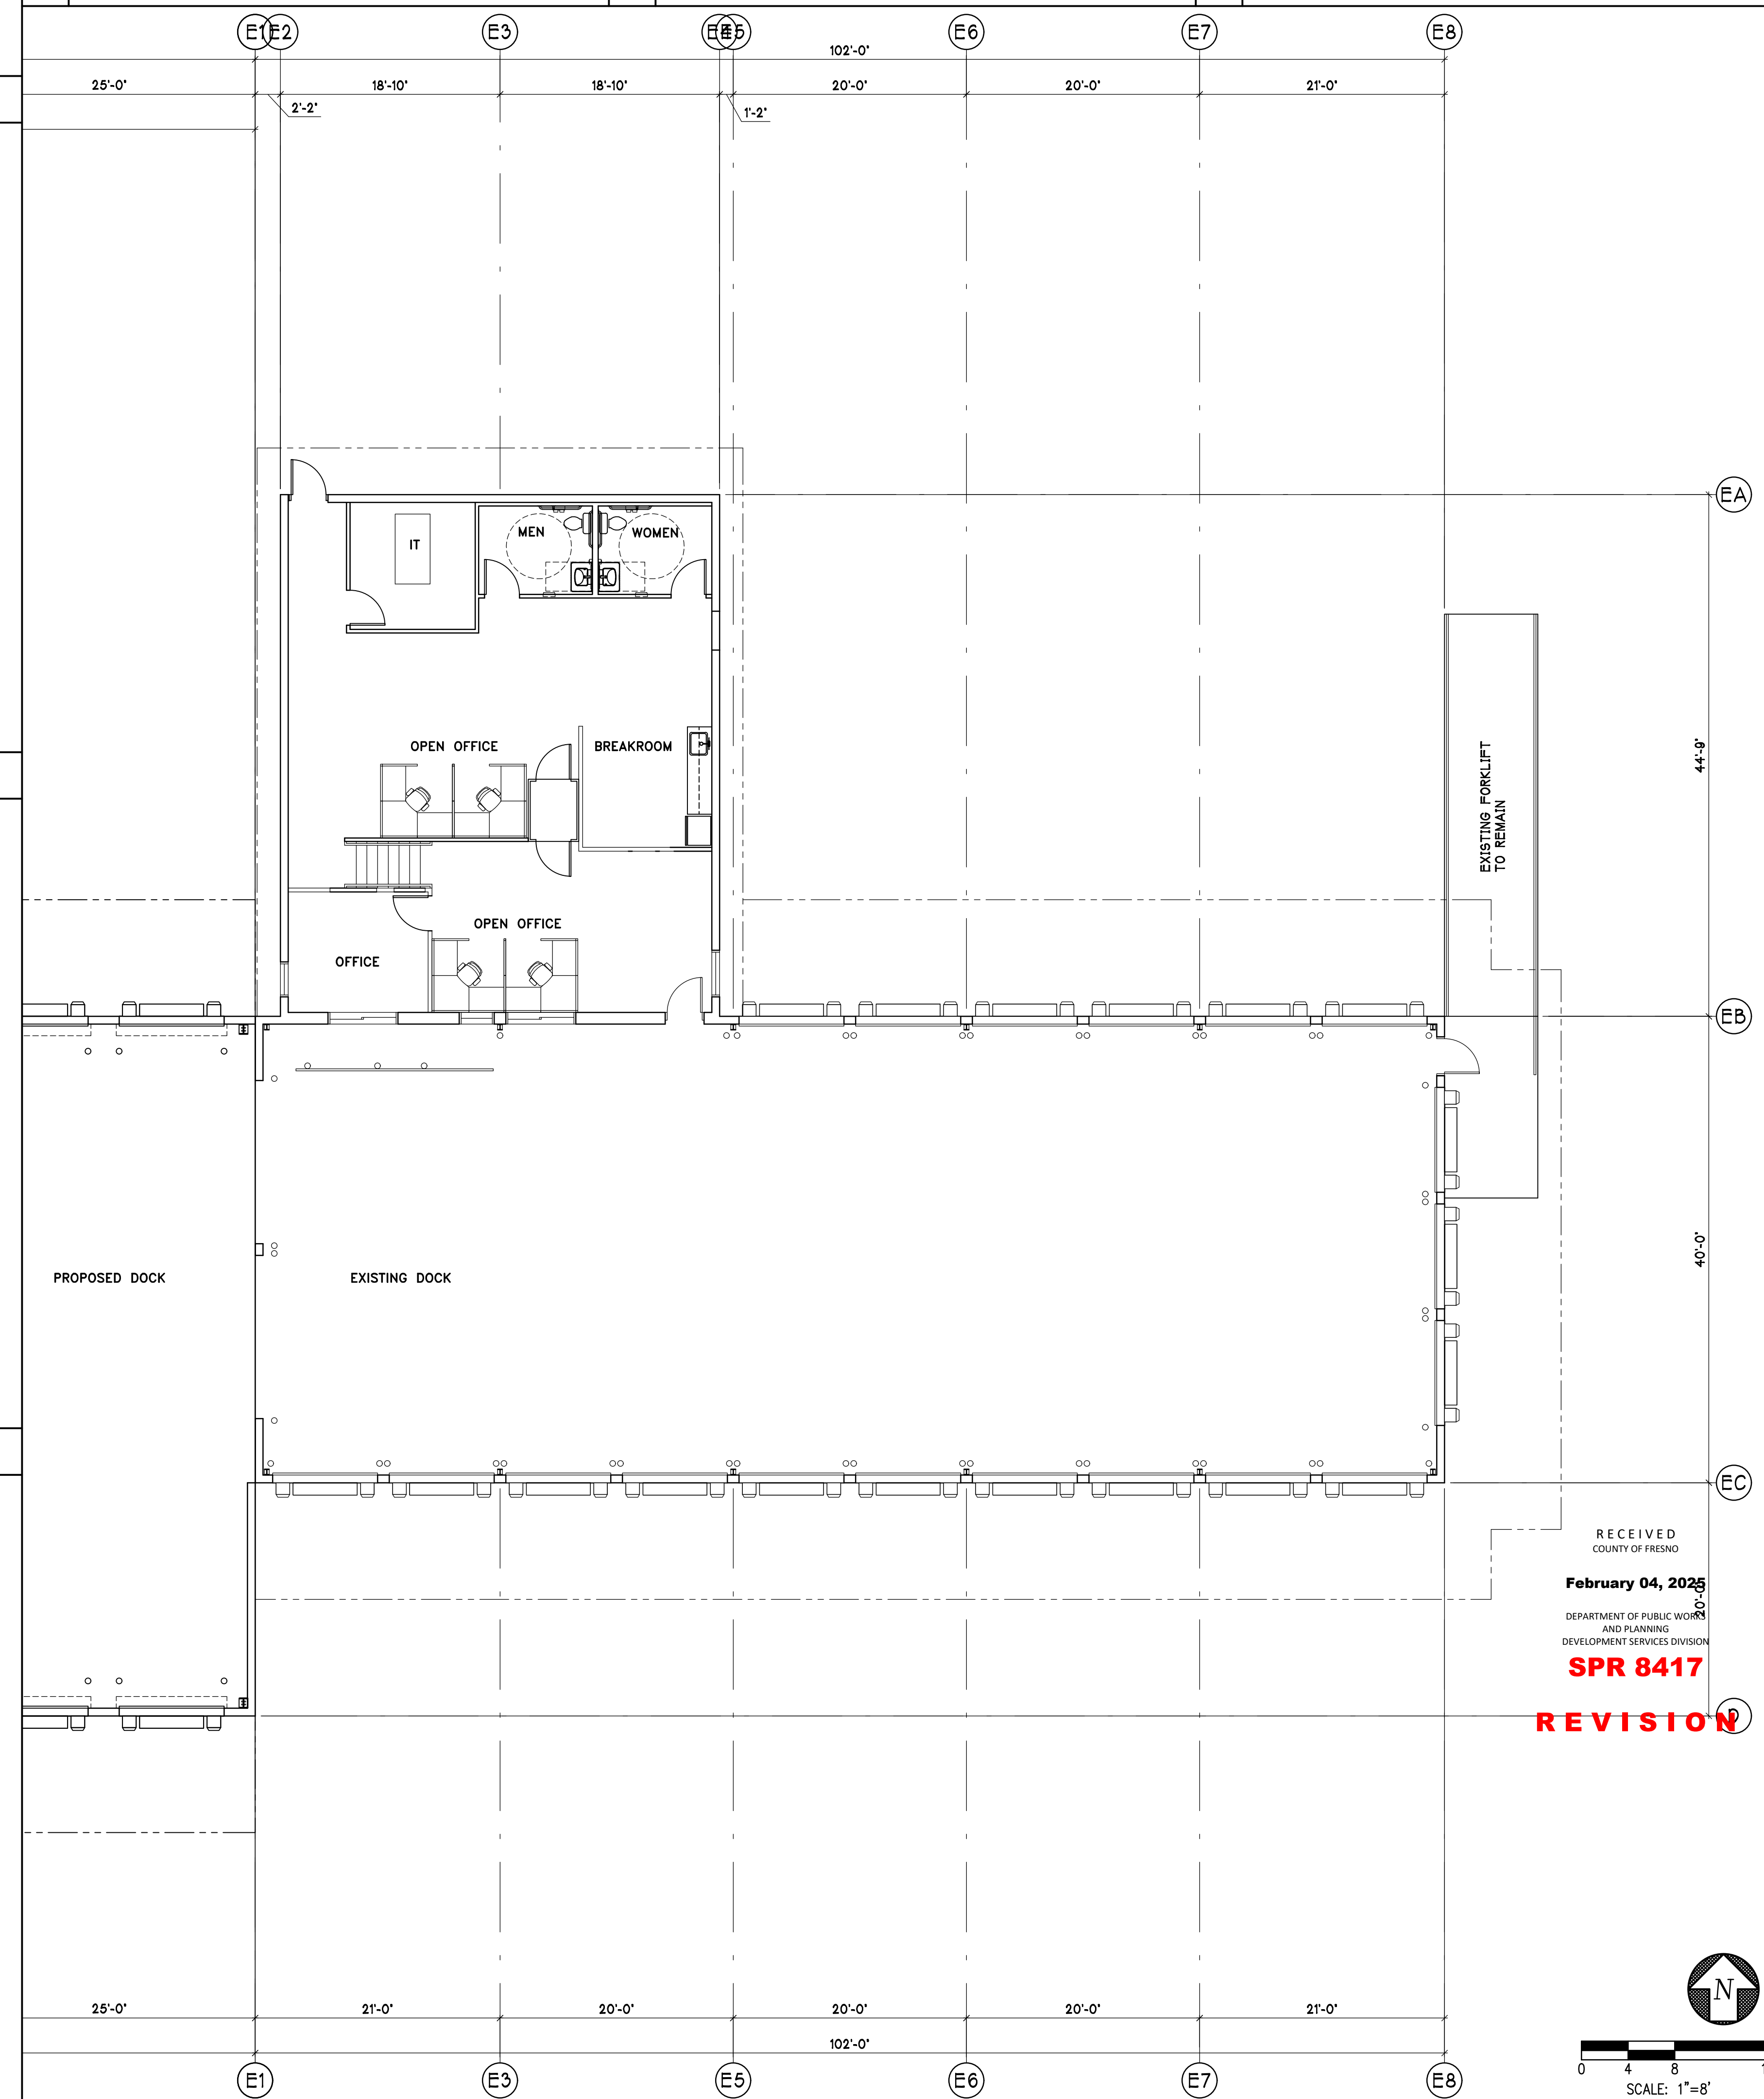 E1 E2 E3 E4 E5 E6 E7 E8
102'-0"
25'-0" 18'-10" 18'-10" 20'-0" 20'-0" 21'-0"
2'-2" 1'-2"
EA
MEN WOMEN
IT
OPEN OFFICE BREAKROOM
44'-9"
EXISTING FORKLIFT
TO REMAIN
OPEN OFFICE
OFFICE
EB
40'-0"
PROPOSED DOCK EXISTING DOCK
EC
RECEIVED
COUNTY OF FRESNO
February 04, 2025
20'-0"
DEPARTMENT OF PUBLIC WORKS
AND PLANNING
DEVELOPMENT SERVICES DIVISION
SPR 8417
REVISION
N
25'-0" 21'-0" 20'-0" 20'-0" 20'-0" 21'-0"
102'-0"
0 4 8
E1 E3 E5 E6 E7 E8
SCALE: 1"=8'